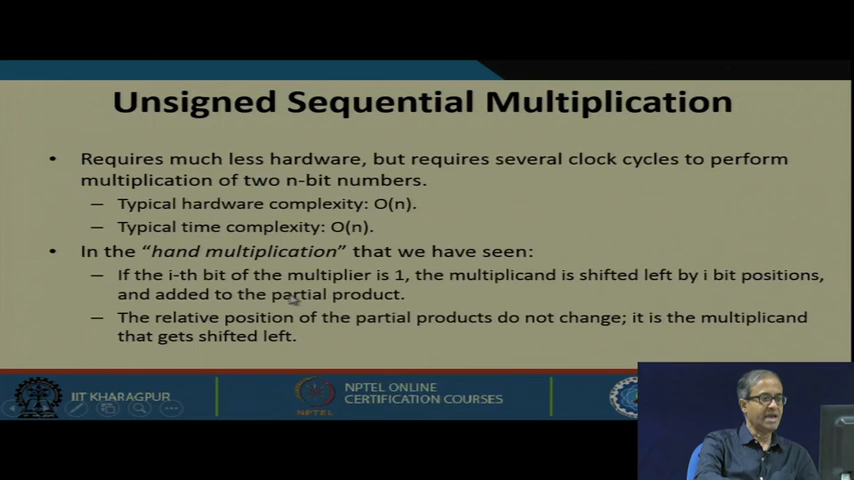 Unsigned Sequential Multiplication
• Requires much less hardware, but requires several clock cycles to perform
multiplication of two n-bit numbers.
– Typical hardware complexity: O(n).
– Typical time complexity: O(n).
• In the “hand multiplication” that we have seen:
– If the i-th bit of the multiplier is 1, the multiplicand is shifted left by i bit positions,
and added to the partial product.
– The relative position of the partial products do not change; it is the multiplicand
that gets shifted left.
IIT KHARAGPUR
NPTEL
NPTEL ONLINE
CERTIFICATION COURSES